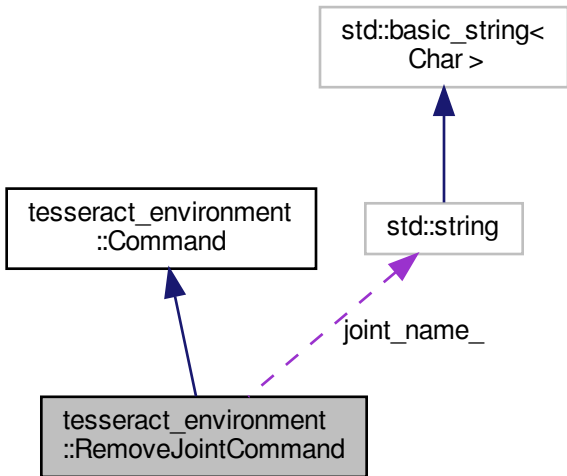 std::basic_string<
Char >
tesseract_environment
::Command
std::string
joint_name_
tesseract_environment
::RemoveJointCommand